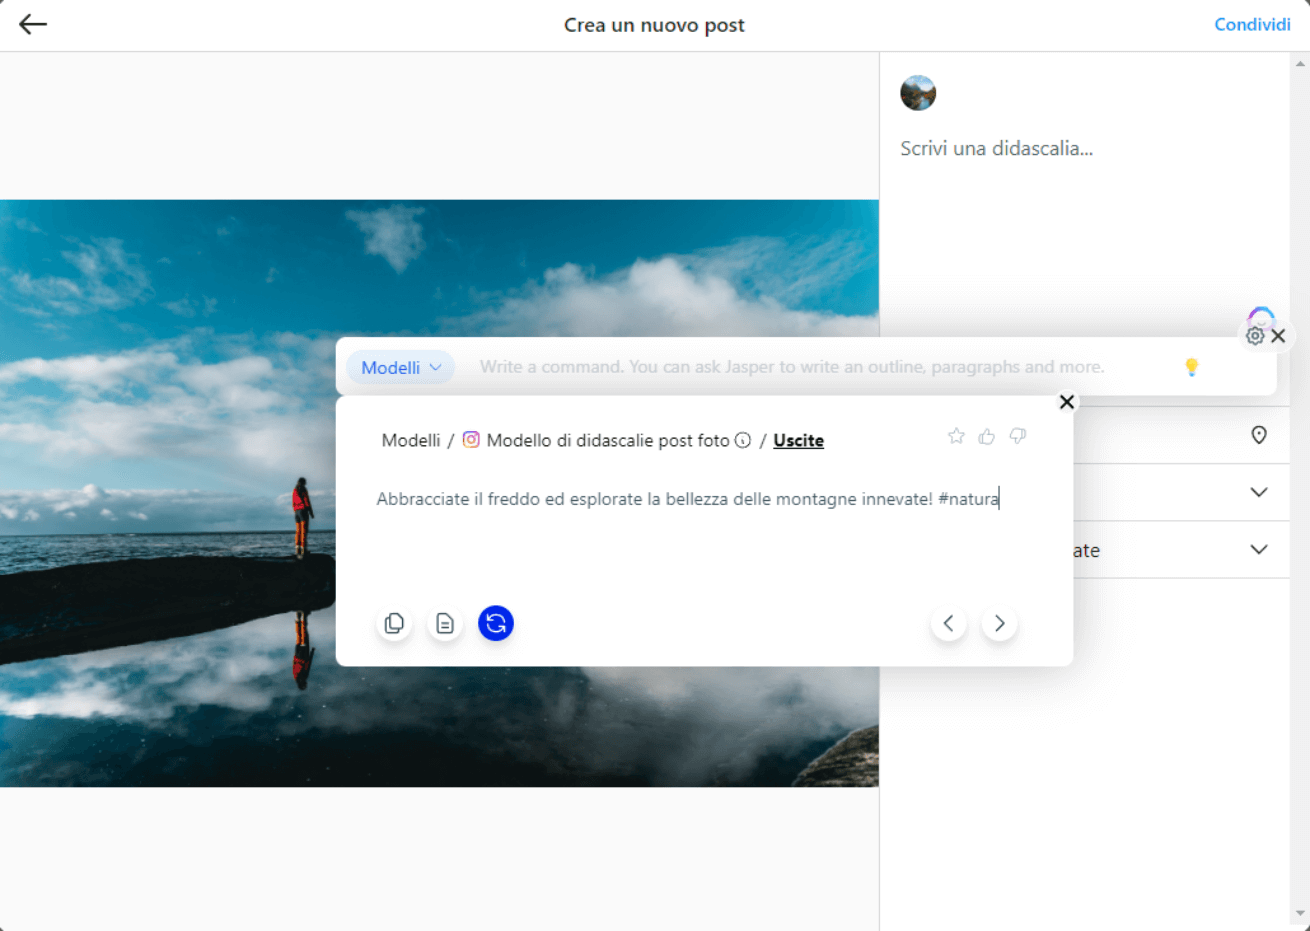 Crea un nuovo post
Condividi
Scrivi una didascalia...
Modelli
Write a command. You can ask Jasper to write an outline, paragraphs and more.
Modelli / Modello di didascalie post foto / Uscite
Abbracciate il freddo ed esplorate la bellezza delle montagne innevate! #natura
ate